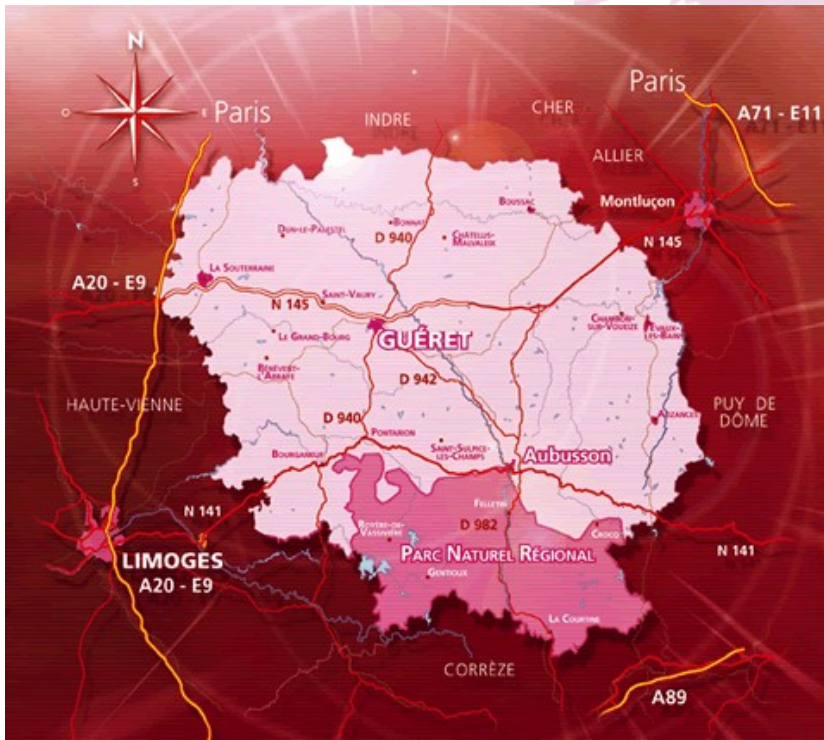 N
O
E
S
Paris
INDRE
CHER
Paris
A71 - E11
ALLIER
Montluçon
N 145
Boussac
Bonnat
D 940
Châtelus-
Malvaleix
Dun-le-Palestel
La Souterraine
A20 - E9
N 145
Saint-Vaury
GUÉRET
Le Grand-Bourg
Bénévent-
l'Abbaye
Chambon-
sur-Voueize
Evaux-
les-Bains
D 942
HAUTE-VIENNE
PUY DE
DÔME
Auzances
D 940
Pontarion
Bourganeuf
Saint-Sulpice-
les-Champs
Aubusson
N 141
Felletin
Royère-de-
Vassivière
D 982
Crocq
N 141
Parc Naturel Régional
LIMOGES
A20 - E9
Gentioux
La Courtine
CORRÈZE
A89